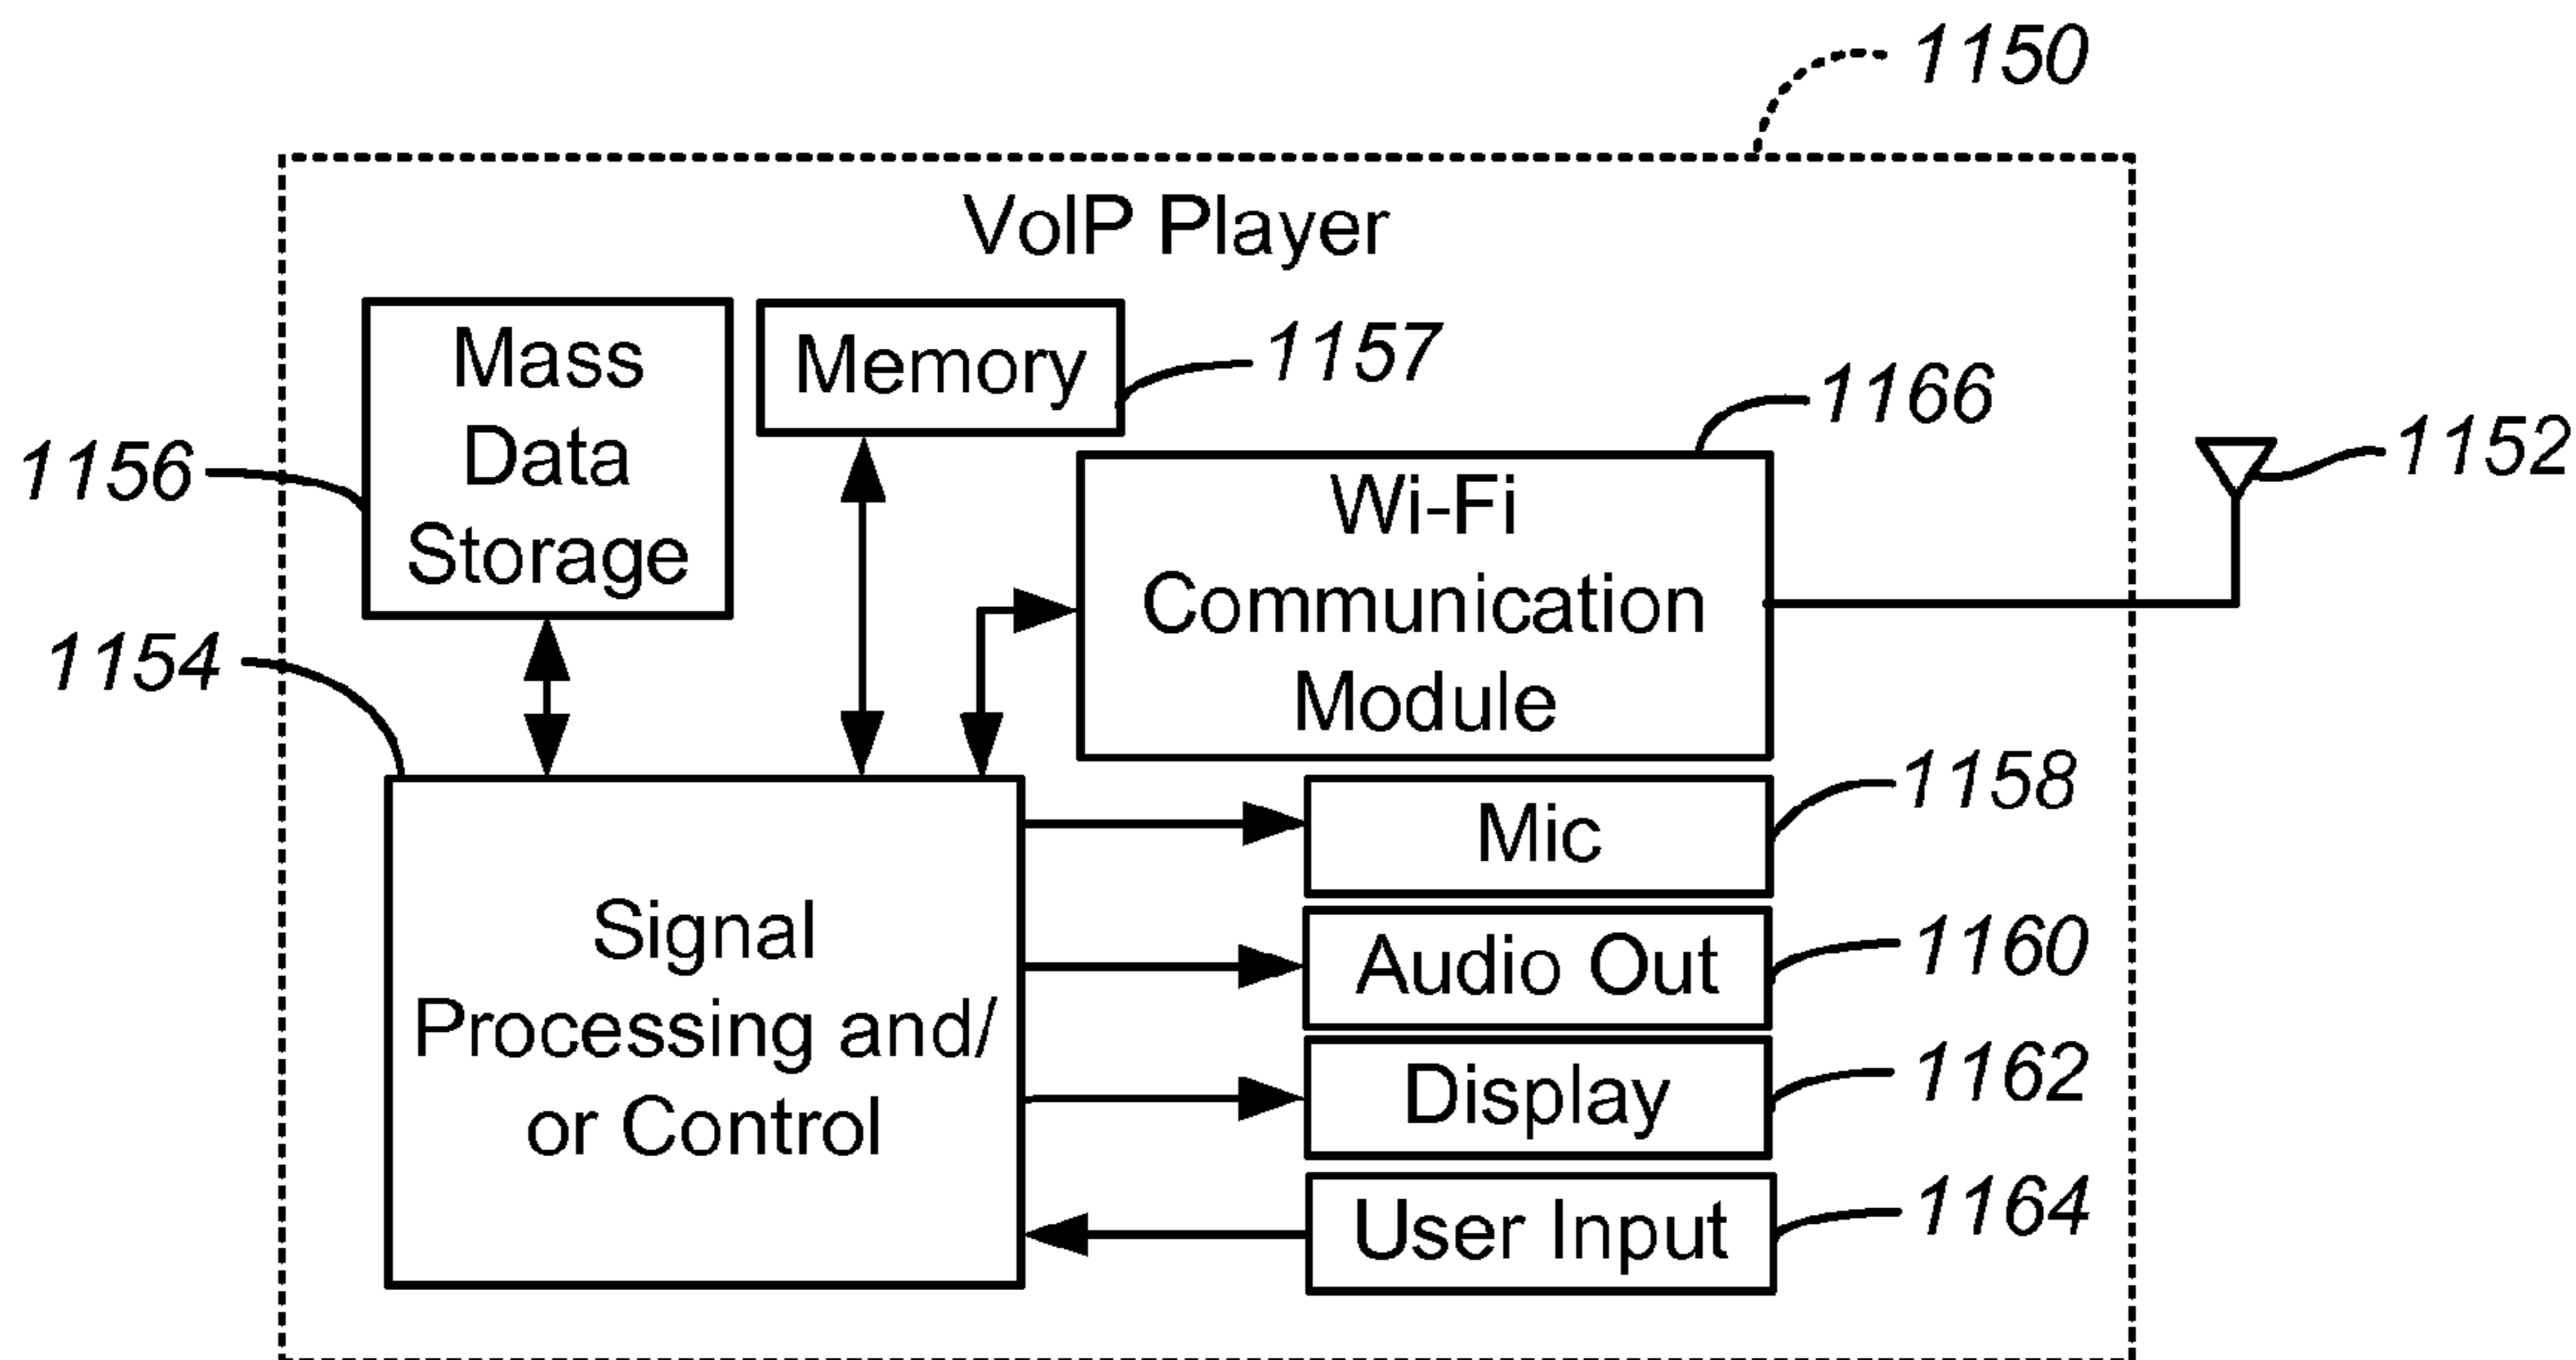 1150
VoIP Player
Mass
Data
Storage
Memory
1157
1166
1156
Wi-Fi
Communication
Module
1152
1154
Signal
Processing and/
or Control
Mic
1158
Audio Out
1160
Display
1162
User Input
1164